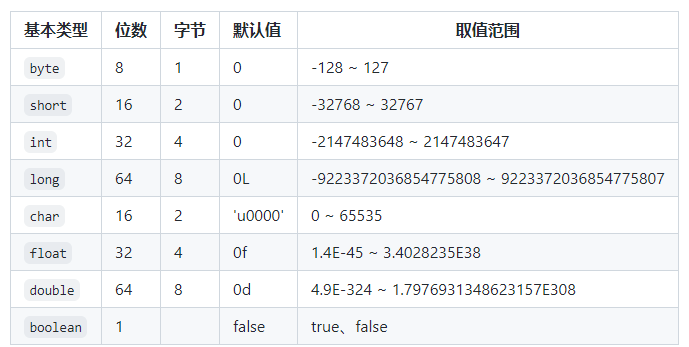 基本类型 位数 字节 默认值 取值范围
byte 8 1 0 -128 ~ 127
short 16 2 0 -32768 ~ 32767
int 32 4 0 -2147483648 ~ 2147483647
long 64 8 0L -9223372036854775808 ~ 9223372036854775807
char 16 2 'u0000' 0 ~ 65535
float 32 4 0f 1.4E-45 ~ 3.4028235E38
double 64 8 0d 4.9E-324 ~ 1.7976931348623157E308
boolean 1 false true、false